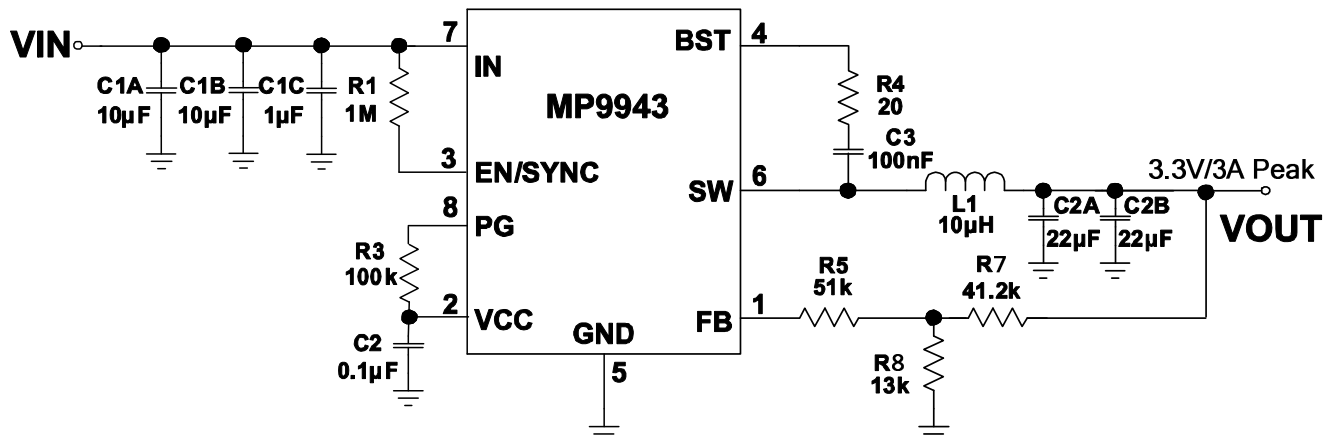 VIN
C1A
10µF
C1B
10µF
C1C
1µF
R1
1M
7
IN
3
EN/SYNC
8
PG
R3
100k
2
VCC
C2
0.1µF
MP9943
GND
5
BST
4
R4
20
C3
100nF
SW
6
L1
10µH
C2A
22µF
C2B
22µF
3.3V/3A Peak
VOUT
FB
1
R5
51k
R7
41.2k
R8
13k